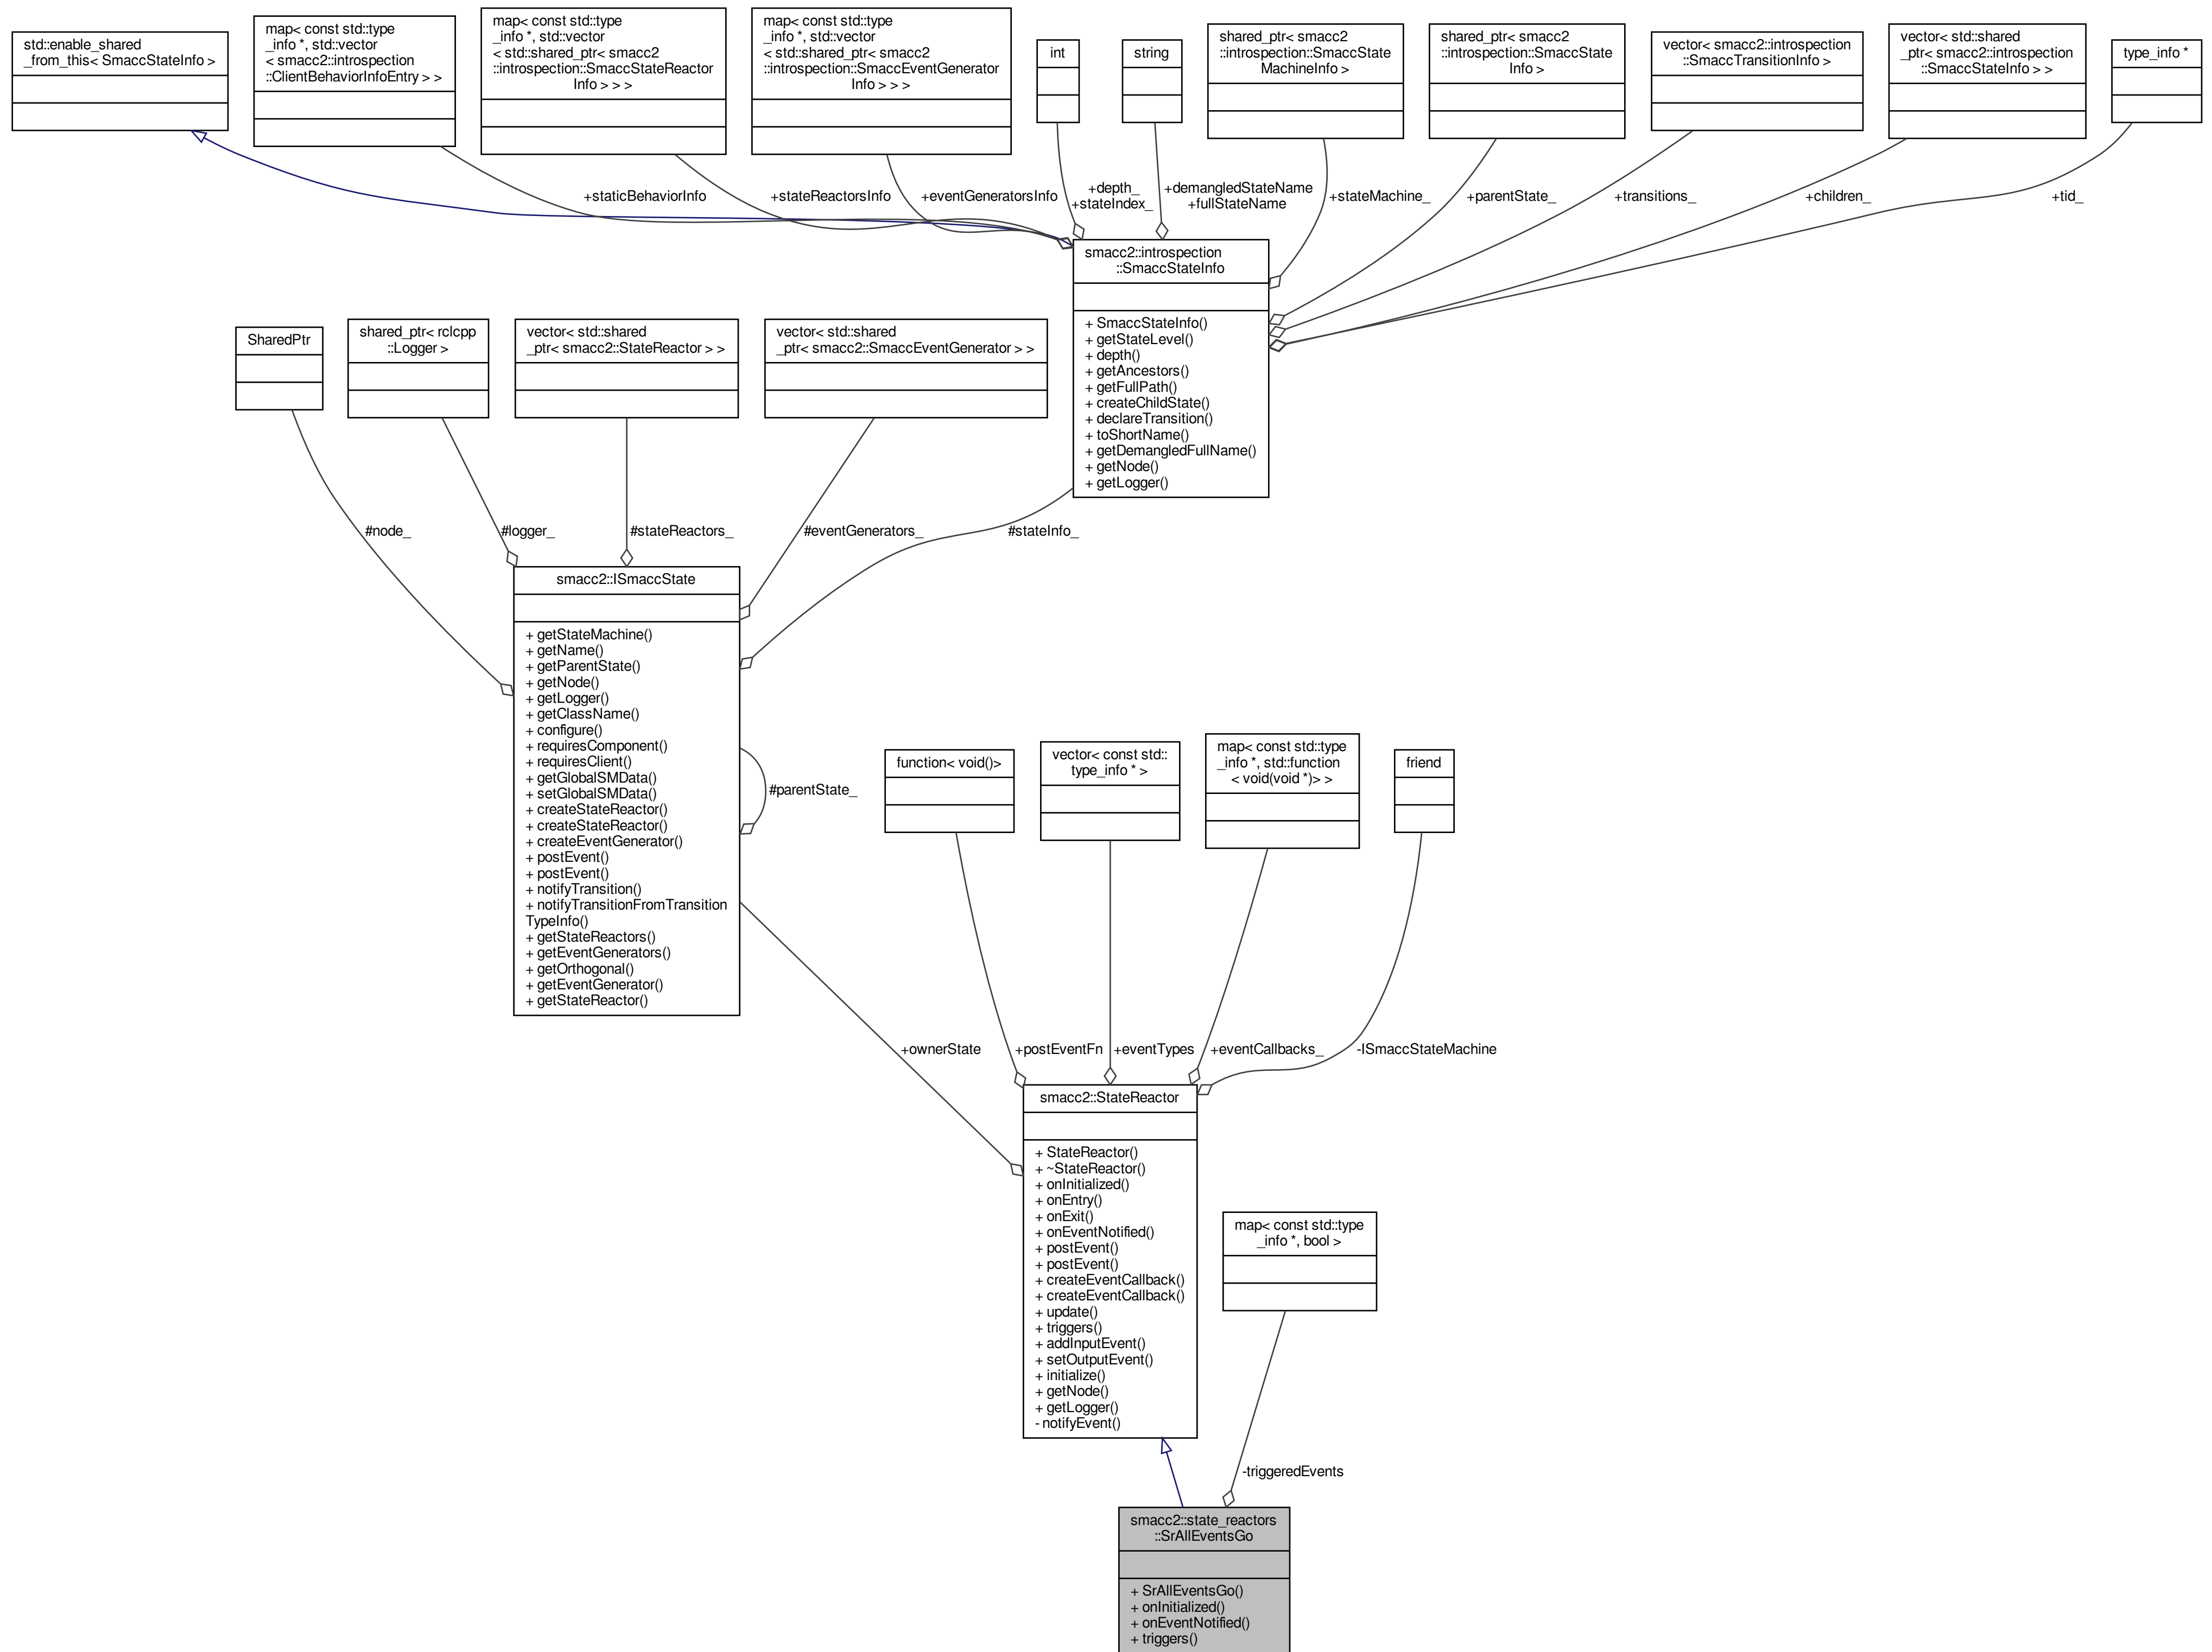 std::enable_shared
_from_this< SmaccStateInfo >
map< const std::type
_info *, std::vector
< smacc2::introspection
::ClientBehaviorInfoEntry > >
map< const std::type
_info *, std::vector
< std::shared_ptr< smacc2
::introspection::SmaccStateReactor
Info > > >
map< const std::type
_info *, std::vector
< std::shared_ptr< smacc2
::introspection::SmaccEventGenerator
Info > > >
int
string
shared_ptr< smacc2
::introspection::SmaccState
MachineInfo >
shared_ptr< smacc2
::introspection::SmaccState
Info >
vector< smacc2::introspection
::SmaccTransitionInfo >
vector< std::shared
_ptr< smacc2::introspection
::SmaccStateInfo > >
type_info *
+staticBehaviorInfo
+stateReactorsInfo
+eventGeneratorsInfo
+depth_
+stateIndex_
+demangledStateName
+fullStateName
+stateMachine_
+parentState_
+transitions_
+children_
+tid_
smacc2::introspection
::SmaccStateInfo
+ SmaccStateInfo()
+ getStateLevel()
+ depth()
+ getAncestors()
+ getFullPath()
+ createChildState()
+ declareTransition()
+ toShortName()
+ getDemangledFullName()
+ getNode()
+ getLogger()
SharedPtr
shared_ptr< rclcpp
::Logger >
vector< std::shared
_ptr< smacc2::StateReactor > >
vector< std::shared
_ptr< smacc2::SmaccEventGenerator > >
#node_
#logger_
#stateReactors_
#eventGenerators_
#stateInfo_
smacc2::ISmaccState
+ getStateMachine()
+ getName()
+ getParentState()
+ getNode()
+ getLogger()
+ getClassName()
+ configure()
+ requiresComponent()
+ requiresClient()
+ getGlobalSMData()
+ setGlobalSMData()
+ createStateReactor()
+ createStateReactor()
+ createEventGenerator()
+ postEvent()
+ postEvent()
+ notifyTransition()
+ notifyTransitionFromTransition
TypeInfo()
+ getStateReactors()
+ getEventGenerators()
+ getOrthogonal()
+ getEventGenerator()
+ getStateReactor()
#parentState_
function< void()>
vector< const std::
type_info * >
map< const std::type
_info *, std::function
< void(void *)> >
friend
+ownerState
+postEventFn
+eventTypes
+eventCallbacks_
-ISmaccStateMachine
smacc2::StateReactor
+ StateReactor()
+ ~StateReactor()
+ onInitialized()
+ onEntry()
+ onExit()
+ onEventNotified()
+ postEvent()
+ postEvent()
+ createEventCallback()
+ createEventCallback()
+ update()
+ triggers()
+ addInputEvent()
+ setOutputEvent()
+ initialize()
+ getNode()
+ getLogger()
- notifyEvent()
map< const std::type
_info *, bool >
-triggeredEvents
smacc2::state_reactors
::SrAllEventsGo
+ SrAllEventsGo()
+ onInitialized()
+ onEventNotified()
+ triggers()